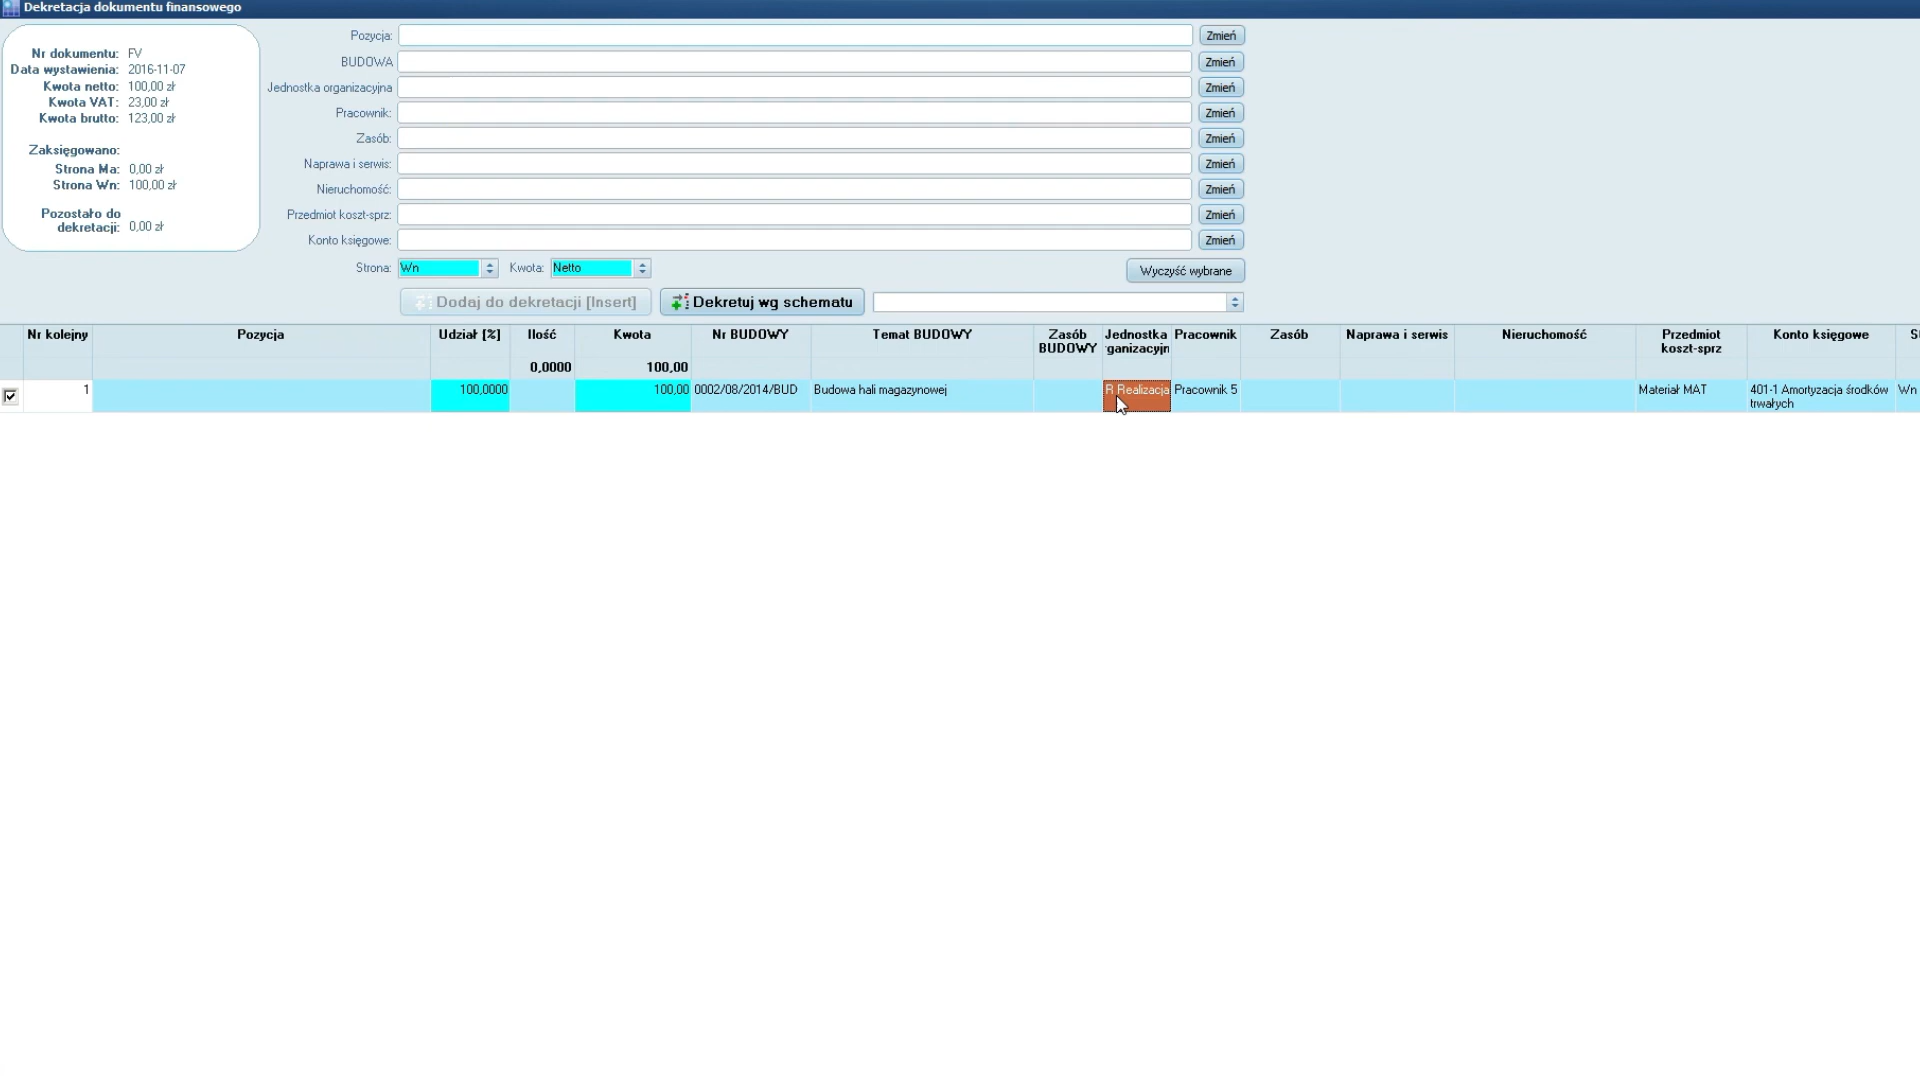 Dekretacja dokumentu finansowego
Nr dokumentu: FV
Data wystawienia: 2016-11-07
Kwota netto: 100,00 zł
Kwota VAT: 23,00 zł
Kwota brutto: 123,00 zł
Zaksięgowano:
Strona Ma: 0,00 zł
Strona Wn: 100,00 zł
Pozostało do
dekretacji: 0,00 zł
Pozycja: Zmień
BUDOWA Zmień
Jednostka organizacyjna Zmień
Pracownik: Zmień
Zasób: Zmień
Naprawa i serwis: Zmień
Nieruchomość: Zmień
Przedmiot koszt-sprz: Zmień
Konto księgowe: Zmień
Strona: Wn Kwota: Netto Wyczyść wybrane
Dodaj do dekretacji [Insert] Dekretuj wg schematu
Nr kolejny Pozycja Udział [%] Ilość Kwota Nr BUDOWY Temat BUDOWY Zasób Jednostka Pracownik Zasób Naprawa i serwis Nieruchomość Przedmiot Konto księgowe S
BUDOWY ganizacyjn koszt-sprz
0,0000 100,00
1 100,0000 100,00 0002/08/2014/BUD Budowa hali magazynowej R Realizacja Pracownik 5 Materiał MAT 401-1 Amortyzacja środków Wn
trwałych